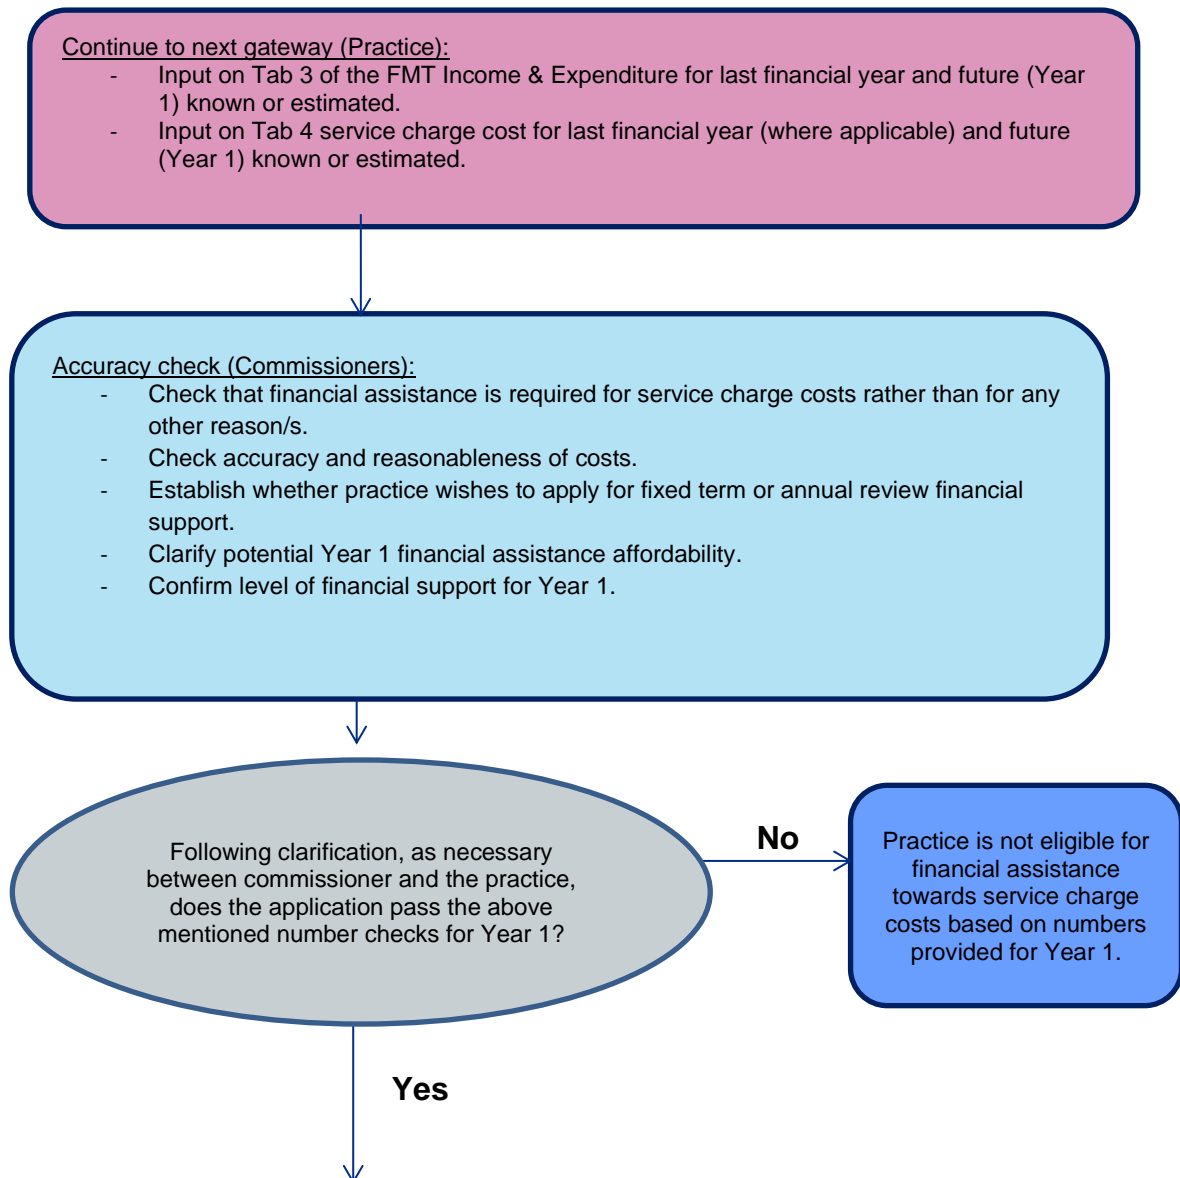 Continue to next gateway (Practice):
- Input on Tab 3 of the FMT Income & Expenditure for last financial year and future (Year
1) known or estimated.
- Input on Tab 4 service charge cost for last financial year (where applicable) and future
(Year 1) known or estimated.
Accuracy check (Commissioners):
- Check that financial assistance is required for service charge costs rather than for any
other reason/s.
- Check accuracy and reasonableness of costs.
- Establish whether practice wishes to apply for fixed term or annual review financial
support.
- Clarify potential Year 1 financial assistance affordability.
- Confirm level of financial support for Year 1.
Following clarification, as necessary
between commissioner and the practice,
does the application pass the above
mentioned number checks for Year 1?
No
Practice is not eligible for
financial assistance
towards service charge
costs based on numbers
provided for Year 1.
Yes